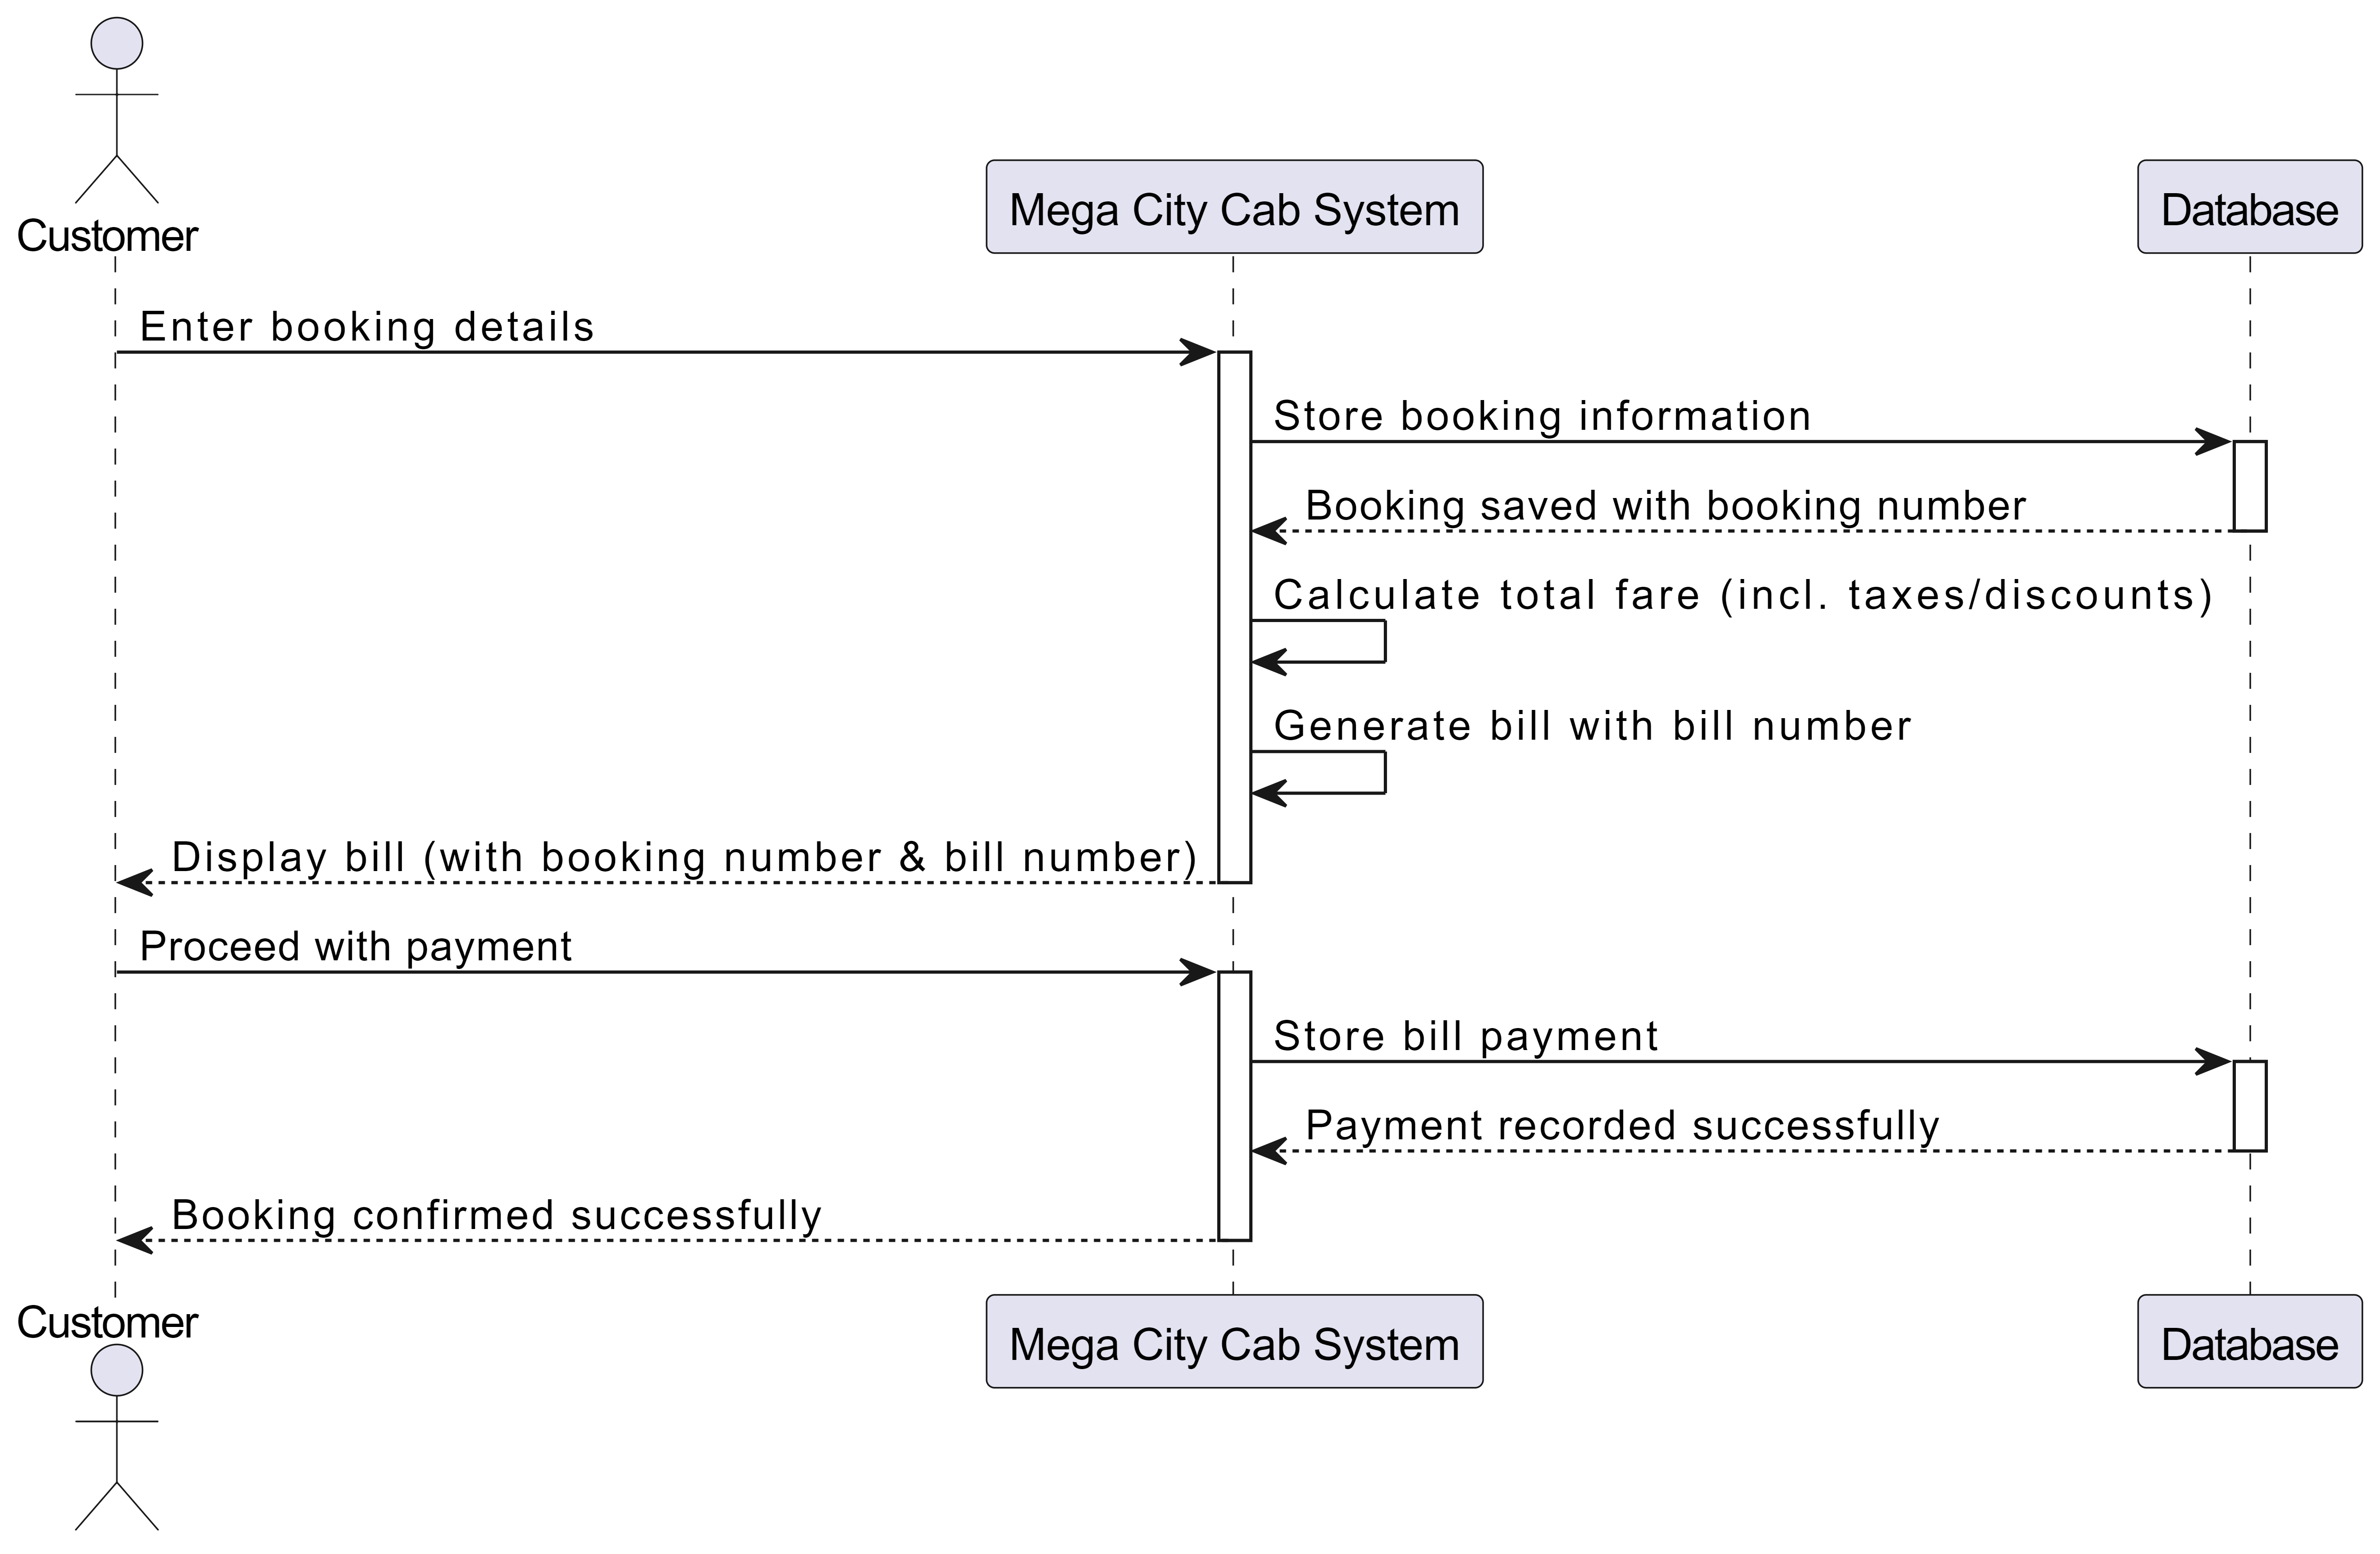 Customer
Mega City Cab System
Database
Enter booking details
Store booking information
Booking saved with booking number
Calculate total fare (incl. taxes/discounts)
Generate bill with bill number
Display bill (with booking number & bill number)
Proceed with payment
Store bill payment
Payment recorded successfully
Booking confirmed successfully
Customer
Mega City Cab System
Database